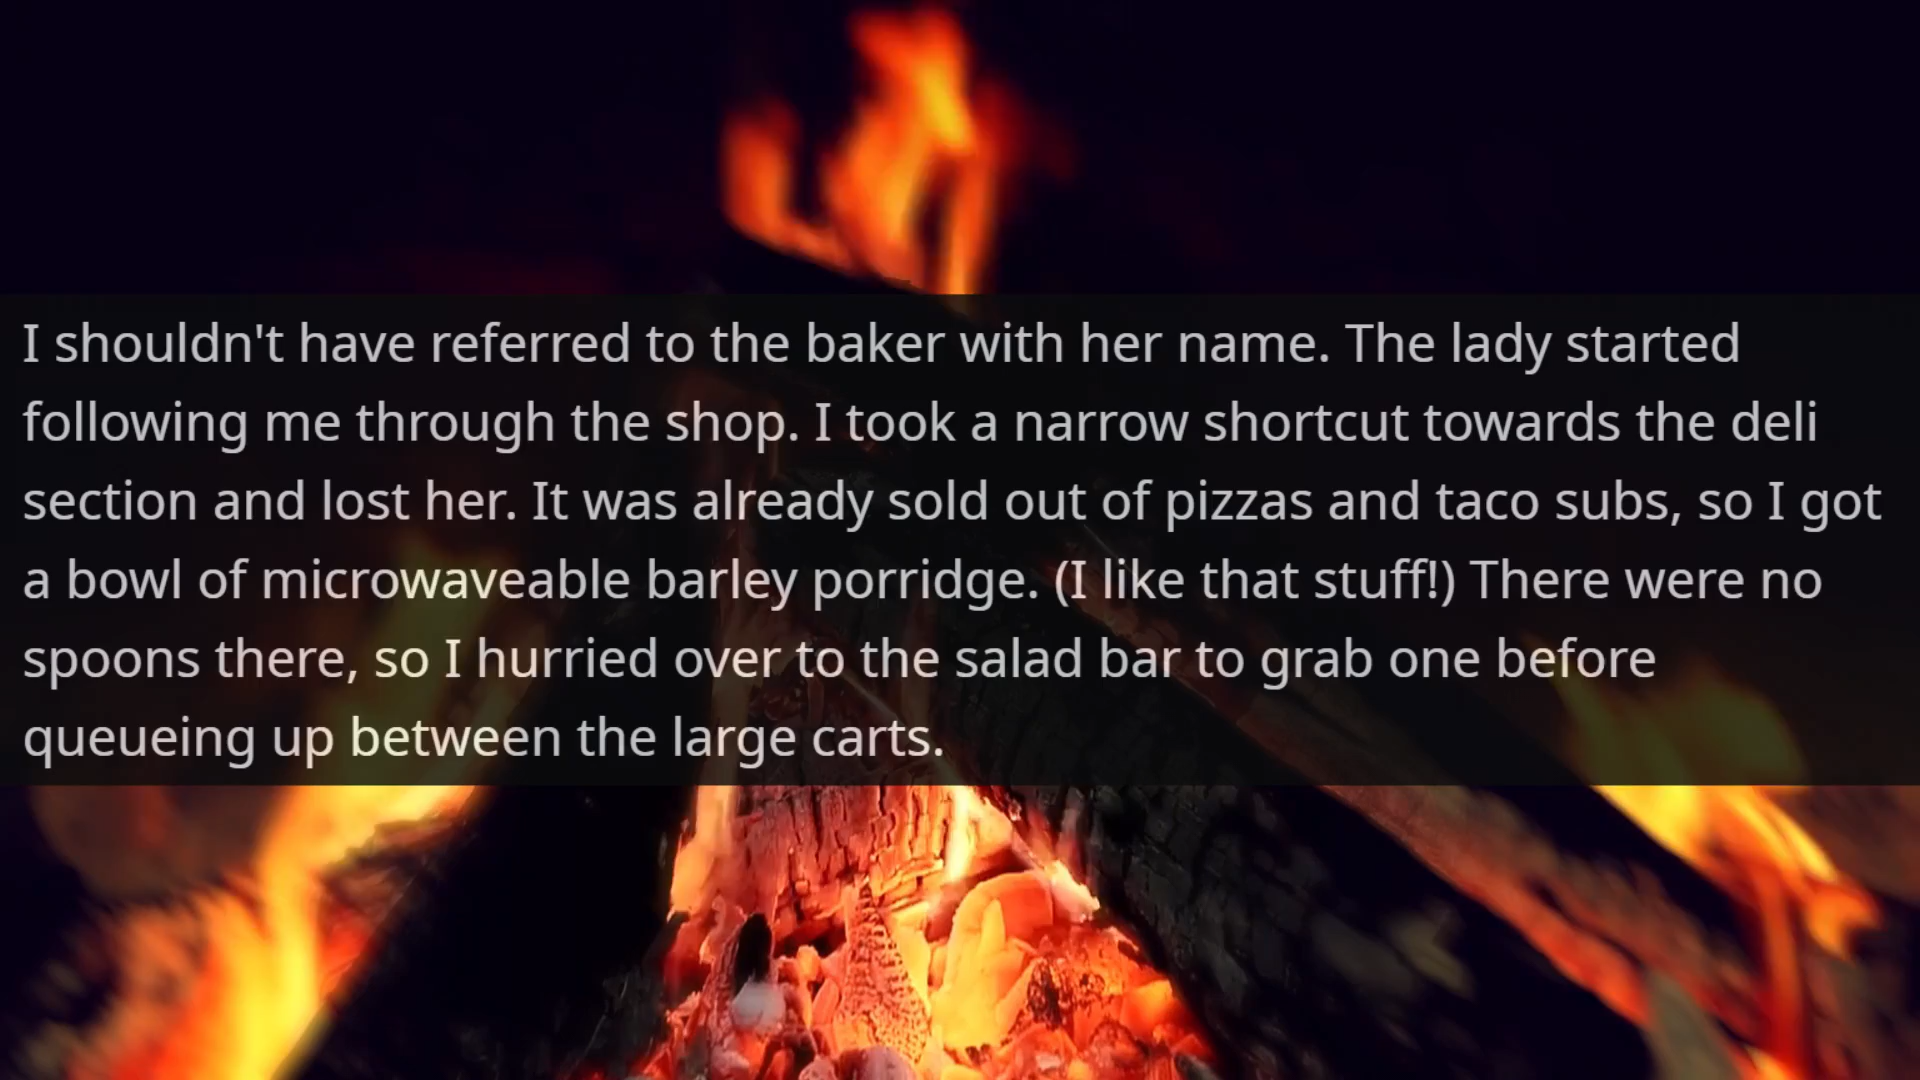 I shouldn't have referred to the baker with her name. The lady started
following me through the shop. I took a narrow shortcut towards the deli
section and lost her. It was already sold out of pizzas and taco subs, so I got
a bowl of microwaveable barley porridge. (I like that stuff!) There were no
spoons there, so I hurried over to the salad bar to grab one before
queueing up between the large carts.